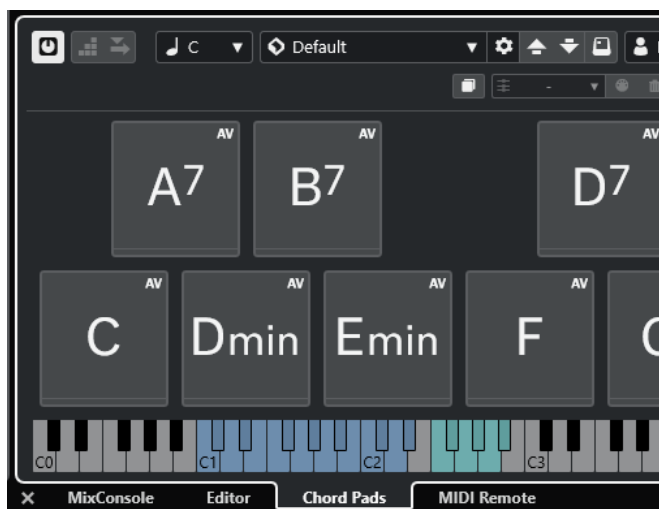 C Default
-
AV AV AV
A7 B7 D7
AV AV AV AV
C Dmin Emin F
C0 C1 C2 C3
MixConsole Editor Chord Pads MIDI Remote